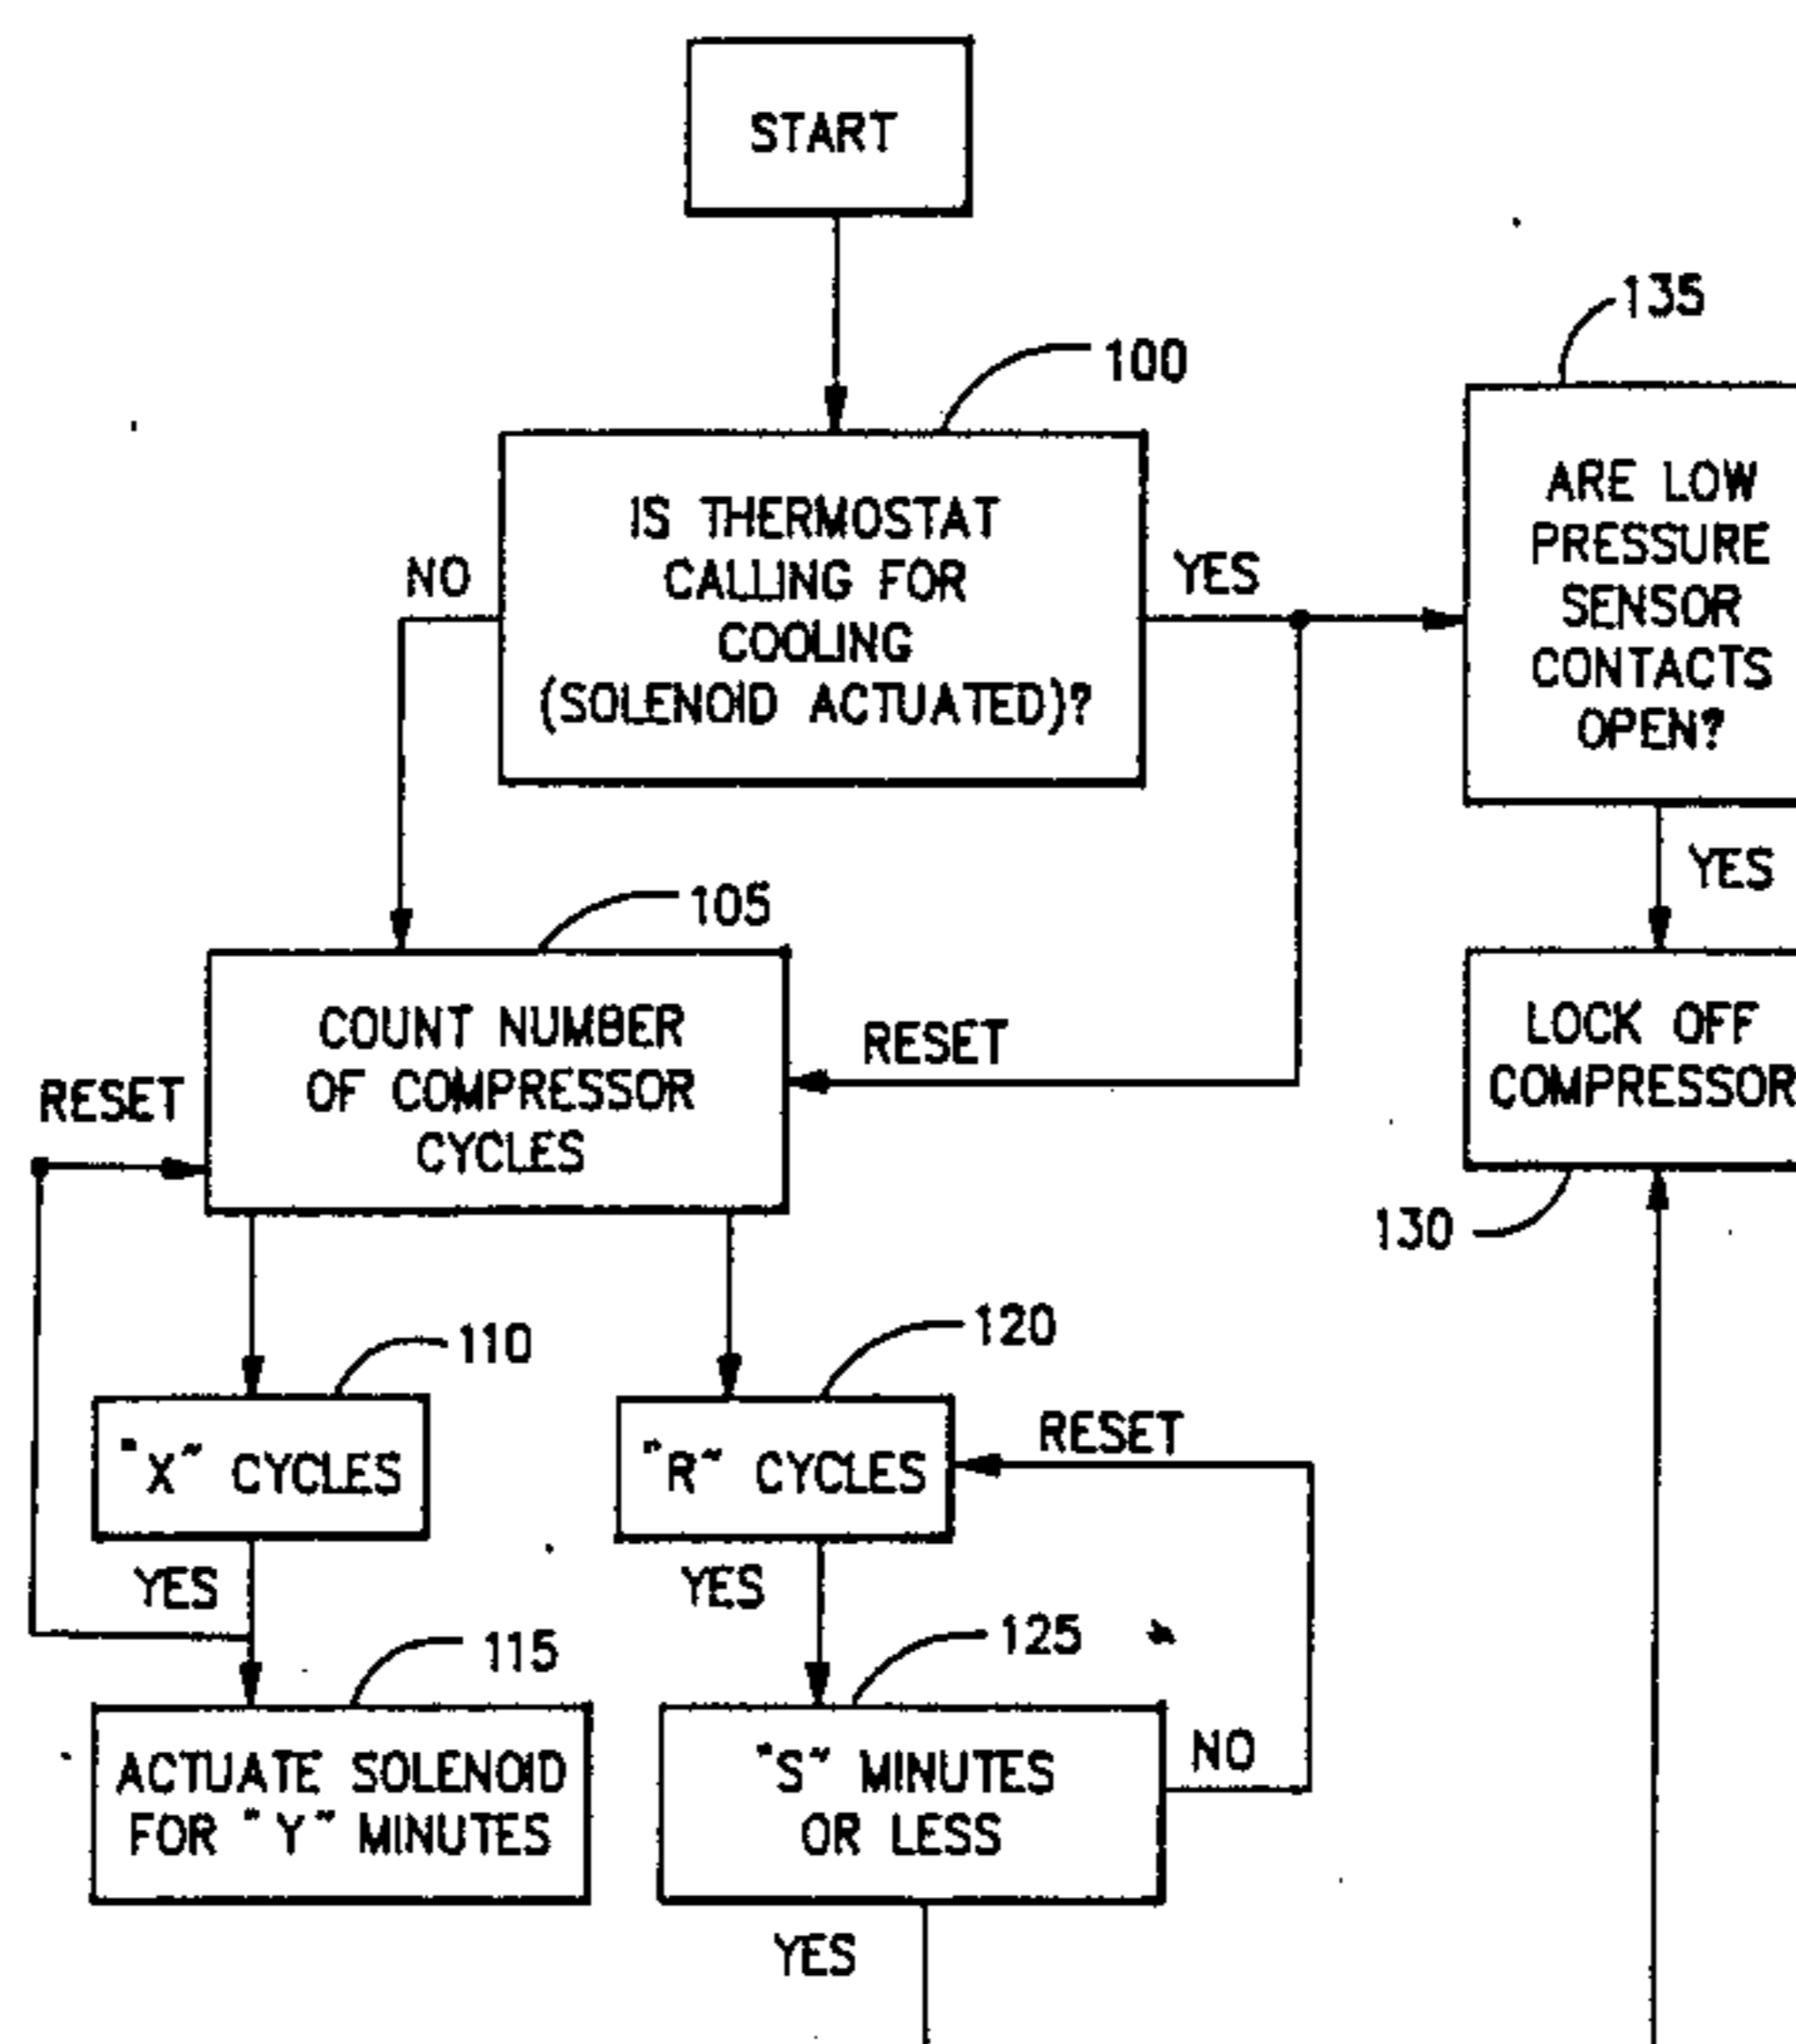 START
100
IS THERMOSTAT
CALLING FOR
COOLING
(SOLENOID ACTUATED)?
NO
YES
135
ARE LOW
PRESSURE
SENSOR
CONTACTS
OPEN?
YES
105
COUNT NUMBER
OF COMPRESSOR
CYCLES
RESET
RESET
LOCK OFF
COMPRESSOR
130
110
"X" CYCLES
YES
120
"R" CYCLES
RESET
YES
115
ACTUATE SOLENOID
FOR "Y" MINUTES
125
"S" MINUTES
OR LESS
NO
YES